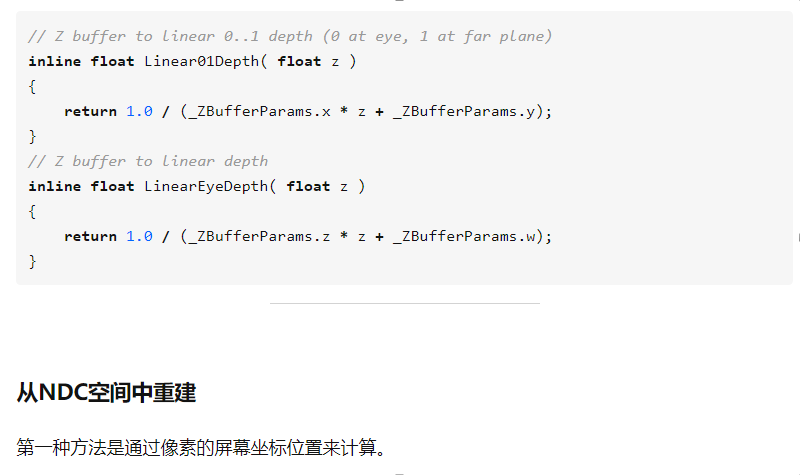 // Z buffer to linear 0..1 depth (0 at eye, 1 at far plane)
inline float Linear01Depth( float z )
{
    return 1.0 / (_ZBufferParams.x * z + _ZBufferParams.y);
}
// Z buffer to linear depth
inline float LinearEyeDepth( float z )
{
    return 1.0 / (_ZBufferParams.z * z + _ZBufferParams.w);
}
从NDC空间中重建
第一种方法是通过像素的屏幕坐标位置来计算。